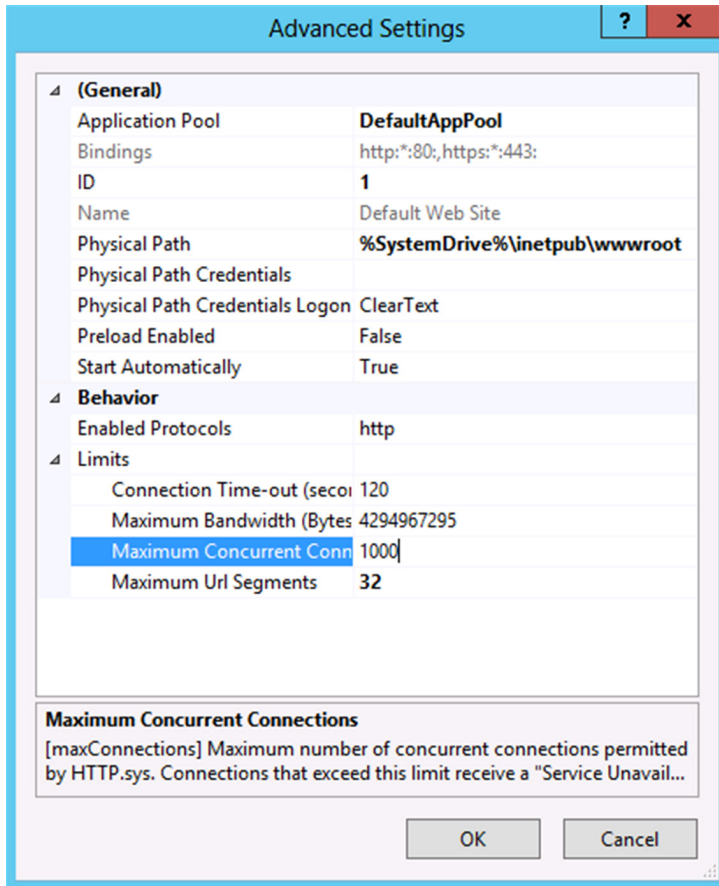 Advanced Settings
?
x
(General)
Application Pool DefaultAppPool
Bindings http:*:80:,https:*:443:
ID 1
Name Default Web Site
Physical Path %SystemDrive%\inetpub\wwwroot
Physical Path Credentials
Physical Path Credentials Logon ClearText
Preload Enabled False
Start Automatically True
Behavior
Enabled Protocols http
Limits
Connection Time-out (secon 120
Maximum Bandwidth (Bytes 4294967295
Maximum Concurrent Conn 1000
Maximum Url Segments 32
Maximum Concurrent Connections
[maxConnections] Maximum number of concurrent connections permitted
by HTTP.sys. Connections that exceed this limit receive a "Service Unavail...
OK Cancel